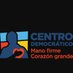 CENTRO
DEMOCRÁTICO
Mano firme
Corazón grande